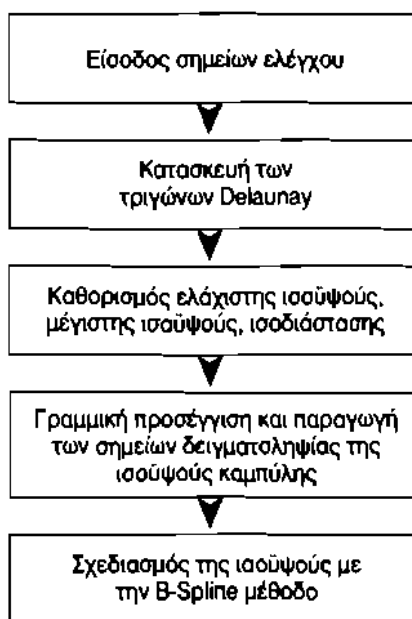 Είσοδος σημείων ελέγχου
Κατασκευή των
τριγώνων Delaunay
Καθορισμός ελάχιστης ισοϋψούς,
μέγιστης ισοϋψούς, ισοδιάστασης
Γραμμική προσέγγιση και παραγωγή
των σημείων δειγματοληψίας της
ισοϋψούς καμπύλης
Σχεδιασμός της ισοϋψούς με
την B-Spline μέθοδο